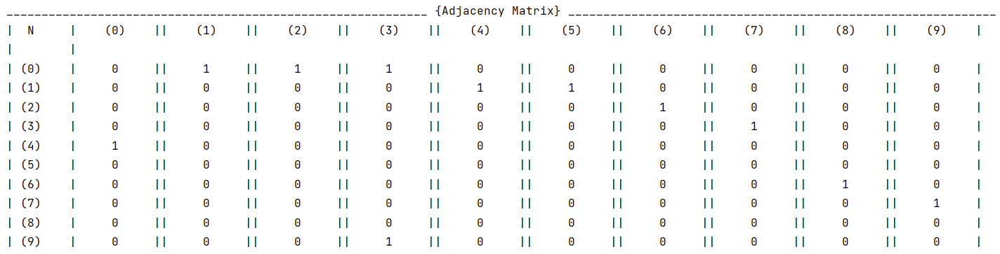 ____________________________________________________________ {Adjacency Matrix} _____________________________________________________________
|  N     |     (0)    ||    (1)    ||    (2)    ||    (3)    ||    (4)    ||    (5)    ||    (6)    ||    (7)    ||    (8)    ||    (9)    |
|        |
| (0)    |     0     ||     1     ||     1     ||     1     ||     0     ||     0     ||     0     ||     0     ||     0     ||     0     |
| (1)    |     0     ||     0     ||     0     ||     0     ||     1     ||     1     ||     0     ||     0     ||     0     ||     0     |
| (2)    |     0     ||     0     ||     0     ||     0     ||     0     ||     0     ||     1     ||     0     ||     0     ||     0     |
| (3)    |     0     ||     0     ||     0     ||     0     ||     0     ||     0     ||     0     ||     1     ||     0     ||     0     |
| (4)    |     1     ||     0     ||     0     ||     0     ||     0     ||     0     ||     0     ||     0     ||     0     ||     0     |
| (5)    |     0     ||     0     ||     0     ||     0     ||     0     ||     0     ||     0     ||     0     ||     0     ||     0     |
| (6)    |     0     ||     0     ||     0     ||     0     ||     0     ||     0     ||     0     ||     0     ||     1     ||     0     |
| (7)    |     0     ||     0     ||     0     ||     0     ||     0     ||     0     ||     0     ||     0     ||     0     ||     1     |
| (8)    |     0     ||     0     ||     0     ||     0     ||     0     ||     0     ||     0     ||     0     ||     0     ||     0     |
| (9)    |     0     ||     0     ||     0     ||     1     ||     0     ||     0     ||     0     ||     0     ||     0     ||     0     |